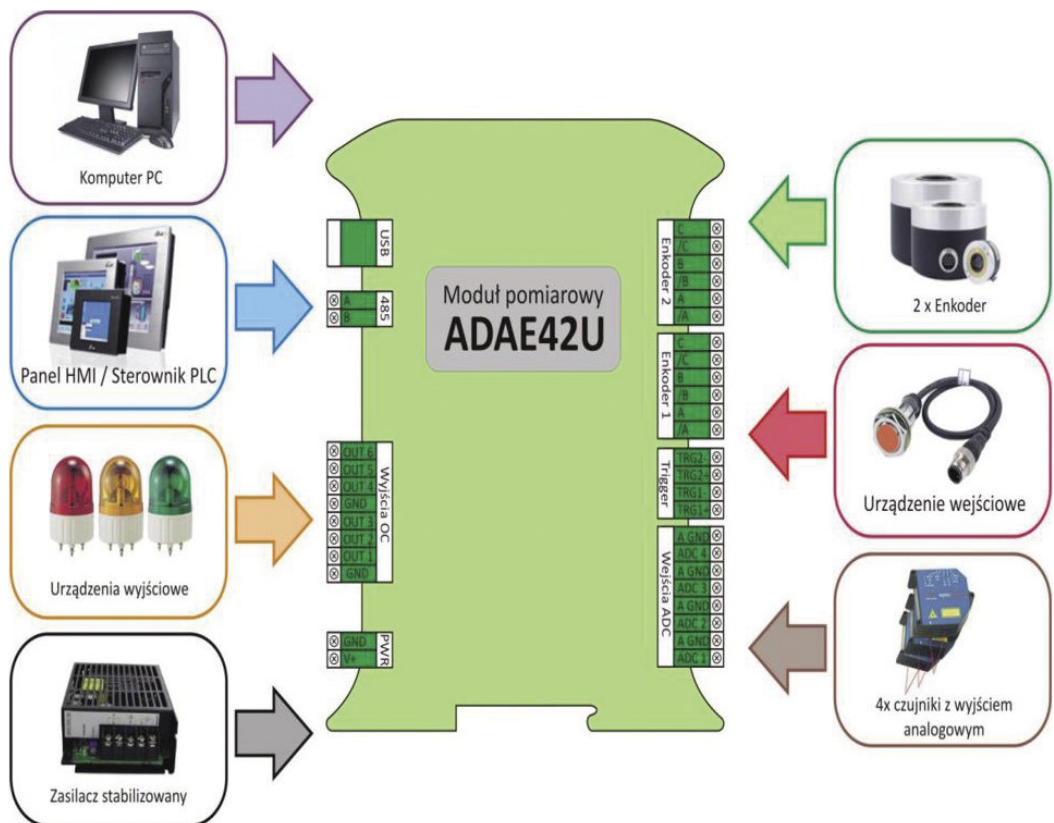 Komputer PC
Panel HMI / Sterownik PLC
Urządzenia wyjściowe
Zasilacz stabilizowany
USB
485
A
B
Wyjścia OC
OUT 6
OUT 5
OUT 4
GND
OUT 3
OUT 2
OUT 1
GND
PWR
GND
V+
Moduł pomiarowy
ADAE42U
Enkoder 2
C
/C
B
/B
A
/A
Enkoder 1
C
/C
B
/B
A
/A
Trigger
TRG2-
TRG2+
TRG1-
TRG1+
Wejścia ADC
A GND
ADC 4
A GND
ADC 3
A GND
ADC 2
A GND
ADC 1
2 x Enkoder
Urządzenie wejściowe
4x czujniki z wyjściem
analogowym